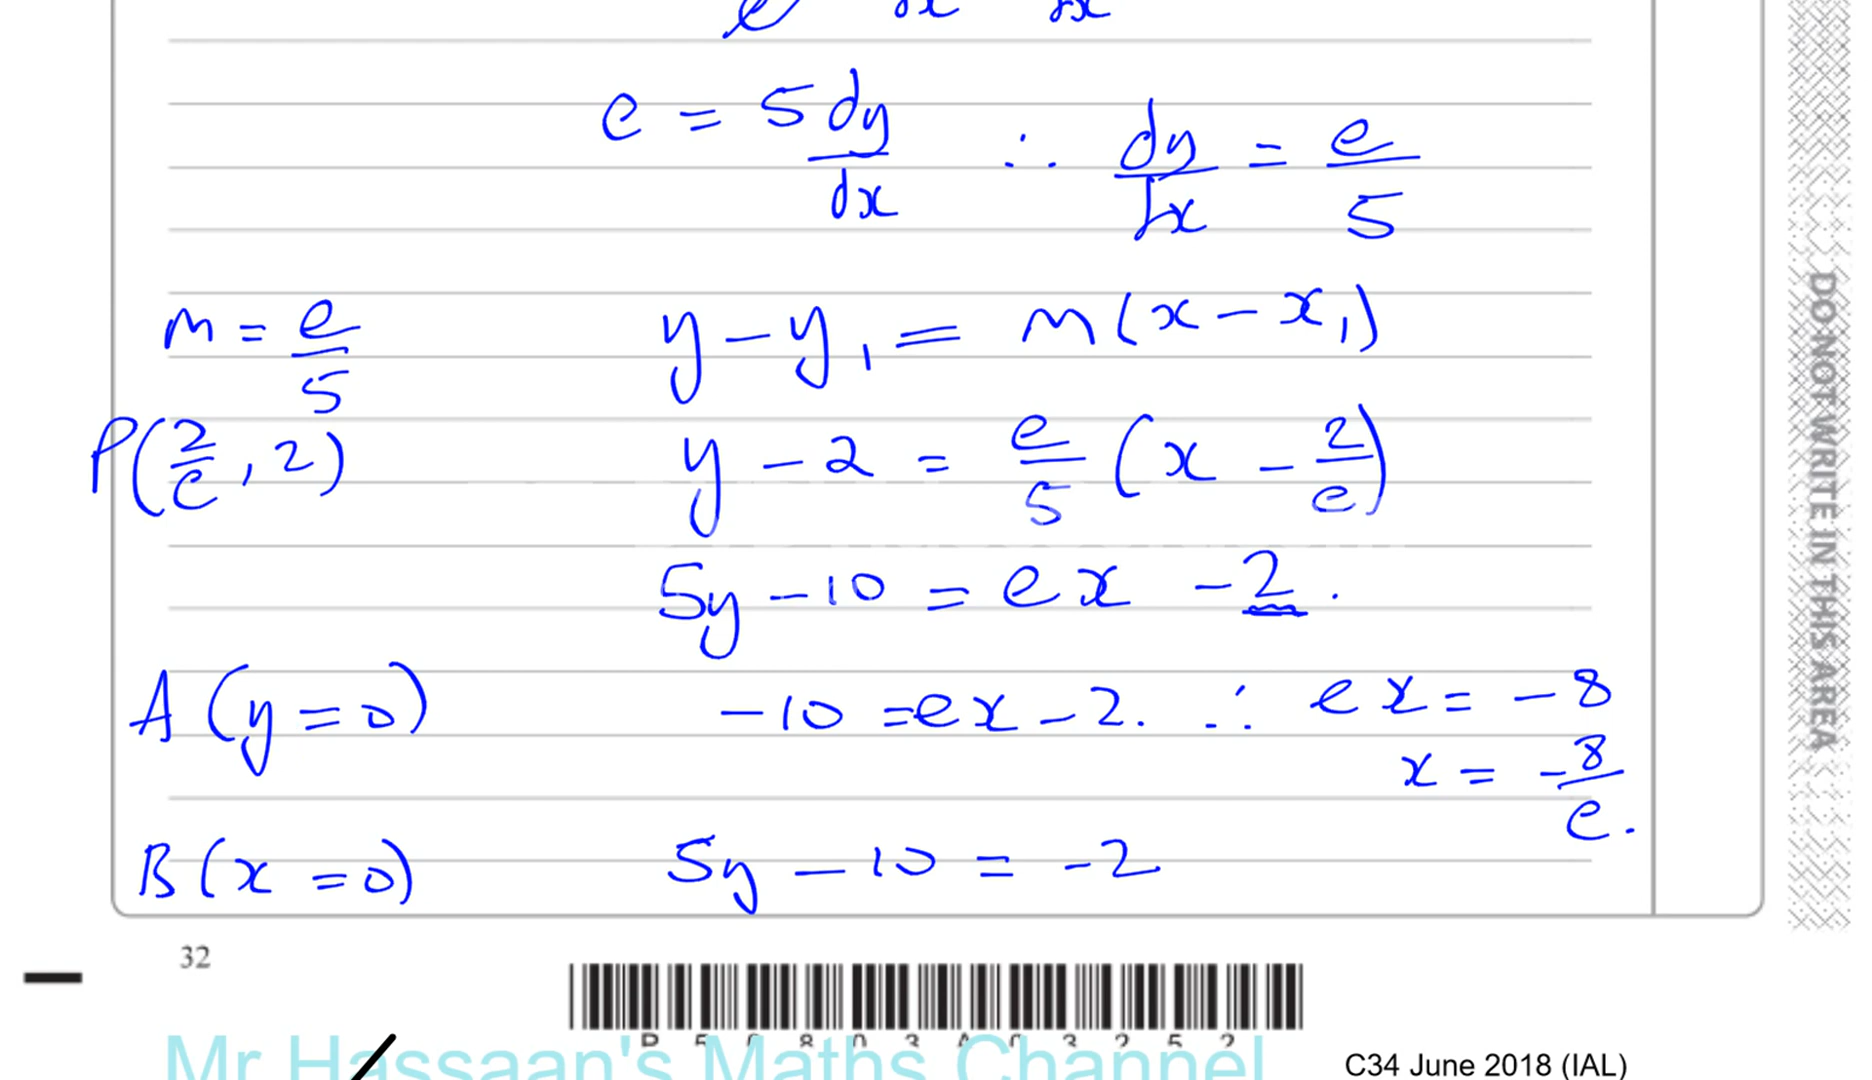 e = 5 dy/dx ∴ dy/dx = e/5
m = e/5 y - y₁ = m(x - x₁)
P(2/e, 2) y - 2 = e/5 (x - 2/e)
5y - 10 = ex - 2.
A (y = 0) -10 = ex - 2. ∴ ex = -8
x = -8/e.
B (x = 0) 5y - 10 = -2
DO NOT WRITE IN THIS AREA
32
Mr Hassaan's Maths Channel
C34 June 2018 (IAL)